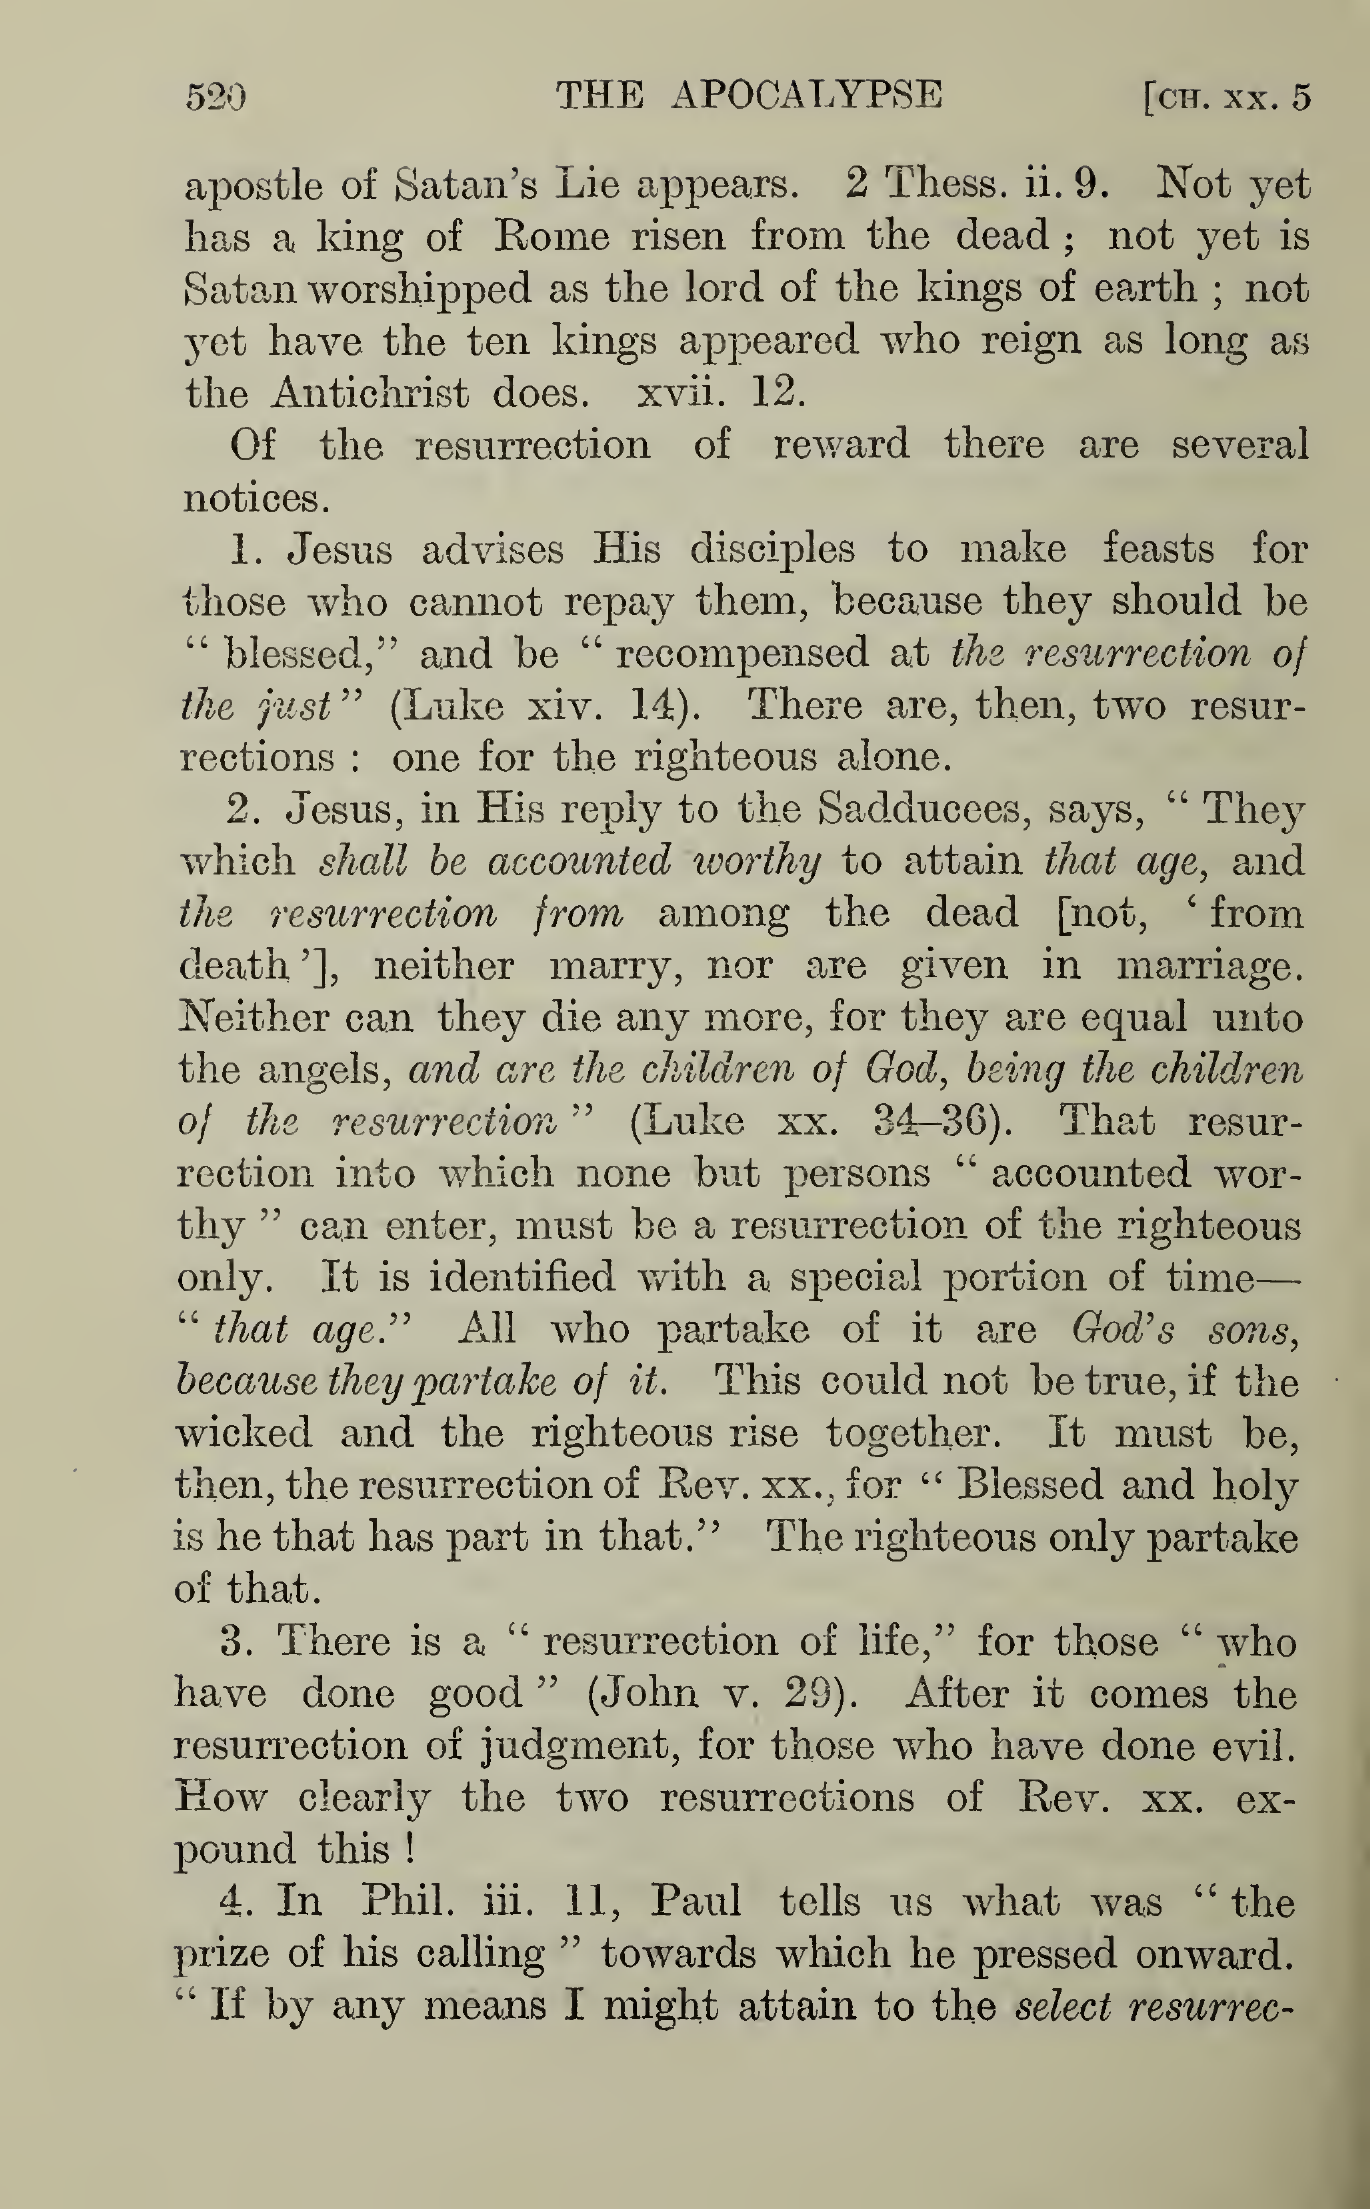 520 THE APOCALYPSE [CH. XX. 5
apostle of Satan's Lie appears. 2 Thess. ii. 9. Not yet
has a king of Rome risen from the dead ; not yet is
Satan worshipped as the lord of the kings of earth ; not
yet have the ten kings appeared who reign as long as
the Antichrist does. xvii. 12.
Of the resurrection of reward there are several
notices.
1. Jesus advises His disciples to make feasts for
those who cannot repay them, because they should be
“ blessed,” and be “ recompensed at the resurrection of
the just ” (Luke xiv. 14). There are, then, two resur-
rections : one for the righteous alone.
2. Jesus, in His reply to the Sadducees, says, “ They
which shall be accounted worthy to attain that age, and
the resurrection from among the dead [not, ‘ from
death ’], neither marry, nor are given in marriage.
Neither can they die any more, for they are equal unto
the angels, and are the children of God, being the children
of the resurrection ” (Luke xx. 34–36). That resur-
rection into which none but persons “ accounted wor-
thy ” can enter, must be a resurrection of the righteous
only. It is identified with a special portion of time—
“ that age.” All who partake of it are God's sons,
because they partake of it. This could not be true, if the
wicked and the righteous rise together. It must be,
then, the resurrection of Rev. xx., for “ Blessed and holy
is he that has part in that.” The righteous only partake
of that.
3. There is a “ resurrection of life,” for those “ who
have done good ” (John v. 29). After it comes the
resurrection of judgment, for those who have done evil.
How clearly the two resurrections of Rev. xx. ex-
pound this !
4. In Phil. iii. 11, Paul tells us what was “ the
prize of his calling ” towards which he pressed onward.
“ If by any means I might attain to the select resurrec-